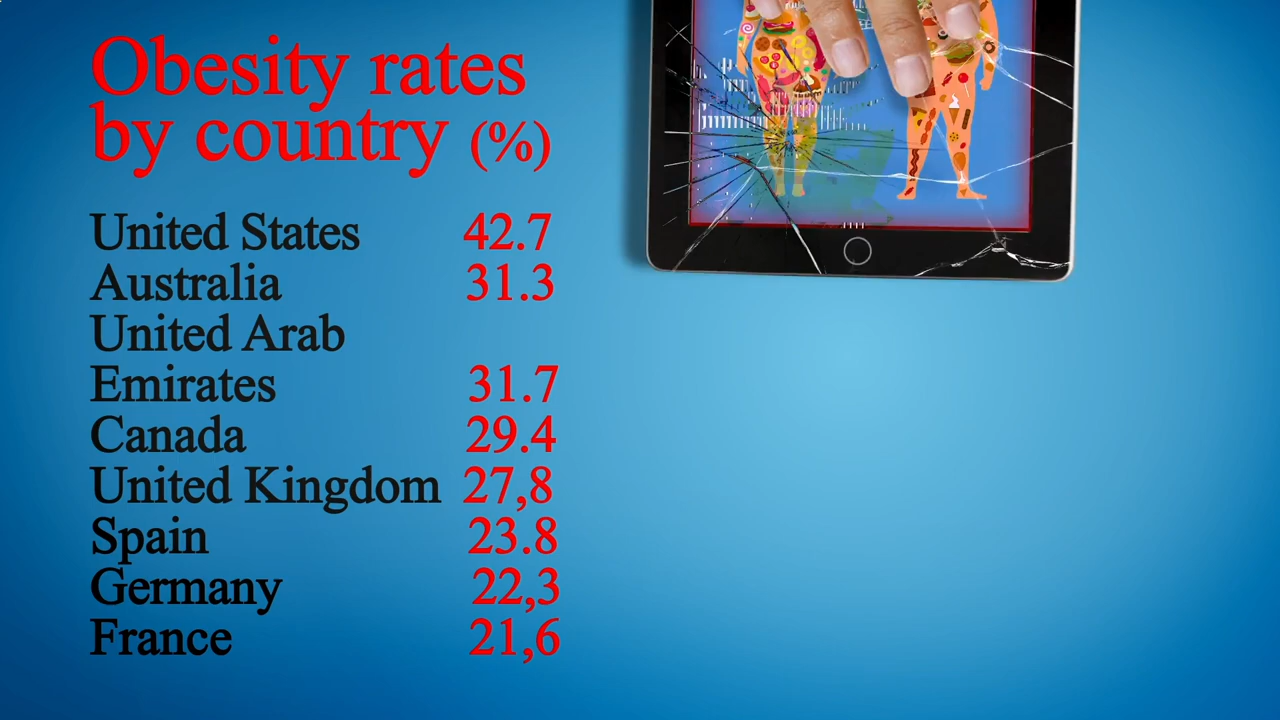 Obesity rates
by country (%)
United States 42.7
Australia 31.3
United Arab
Emirates 31.7
Canada 29.4
United Kingdom 27,8
Spain 23.8
Germany 22,3
France 21,6